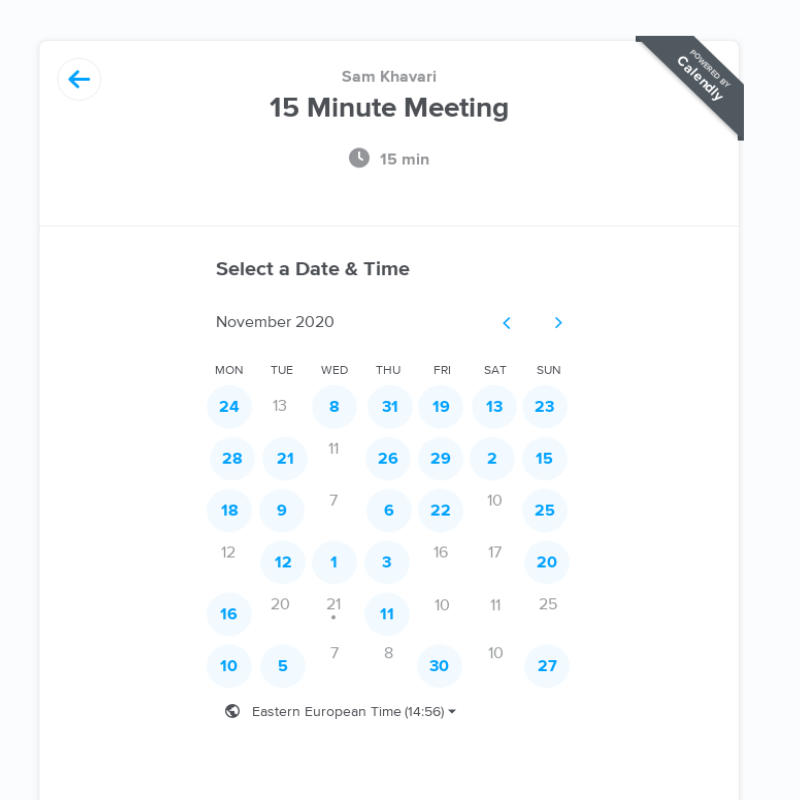 POWERED BY
Calendly
Sam Khavari
15 Minute Meeting
15 min
Select a Date & Time
November 2020
MON TUE WED THU FRI SAT SUN
24 13 8 31 19 13 23
28 21 11 26 29 2 15
18 9 7 6 22 10 25
12 12 1 3 16 17 20
16 20 21 11 10 11 25
10 5 7 8 30 10 27
Eastern European Time (14:56)